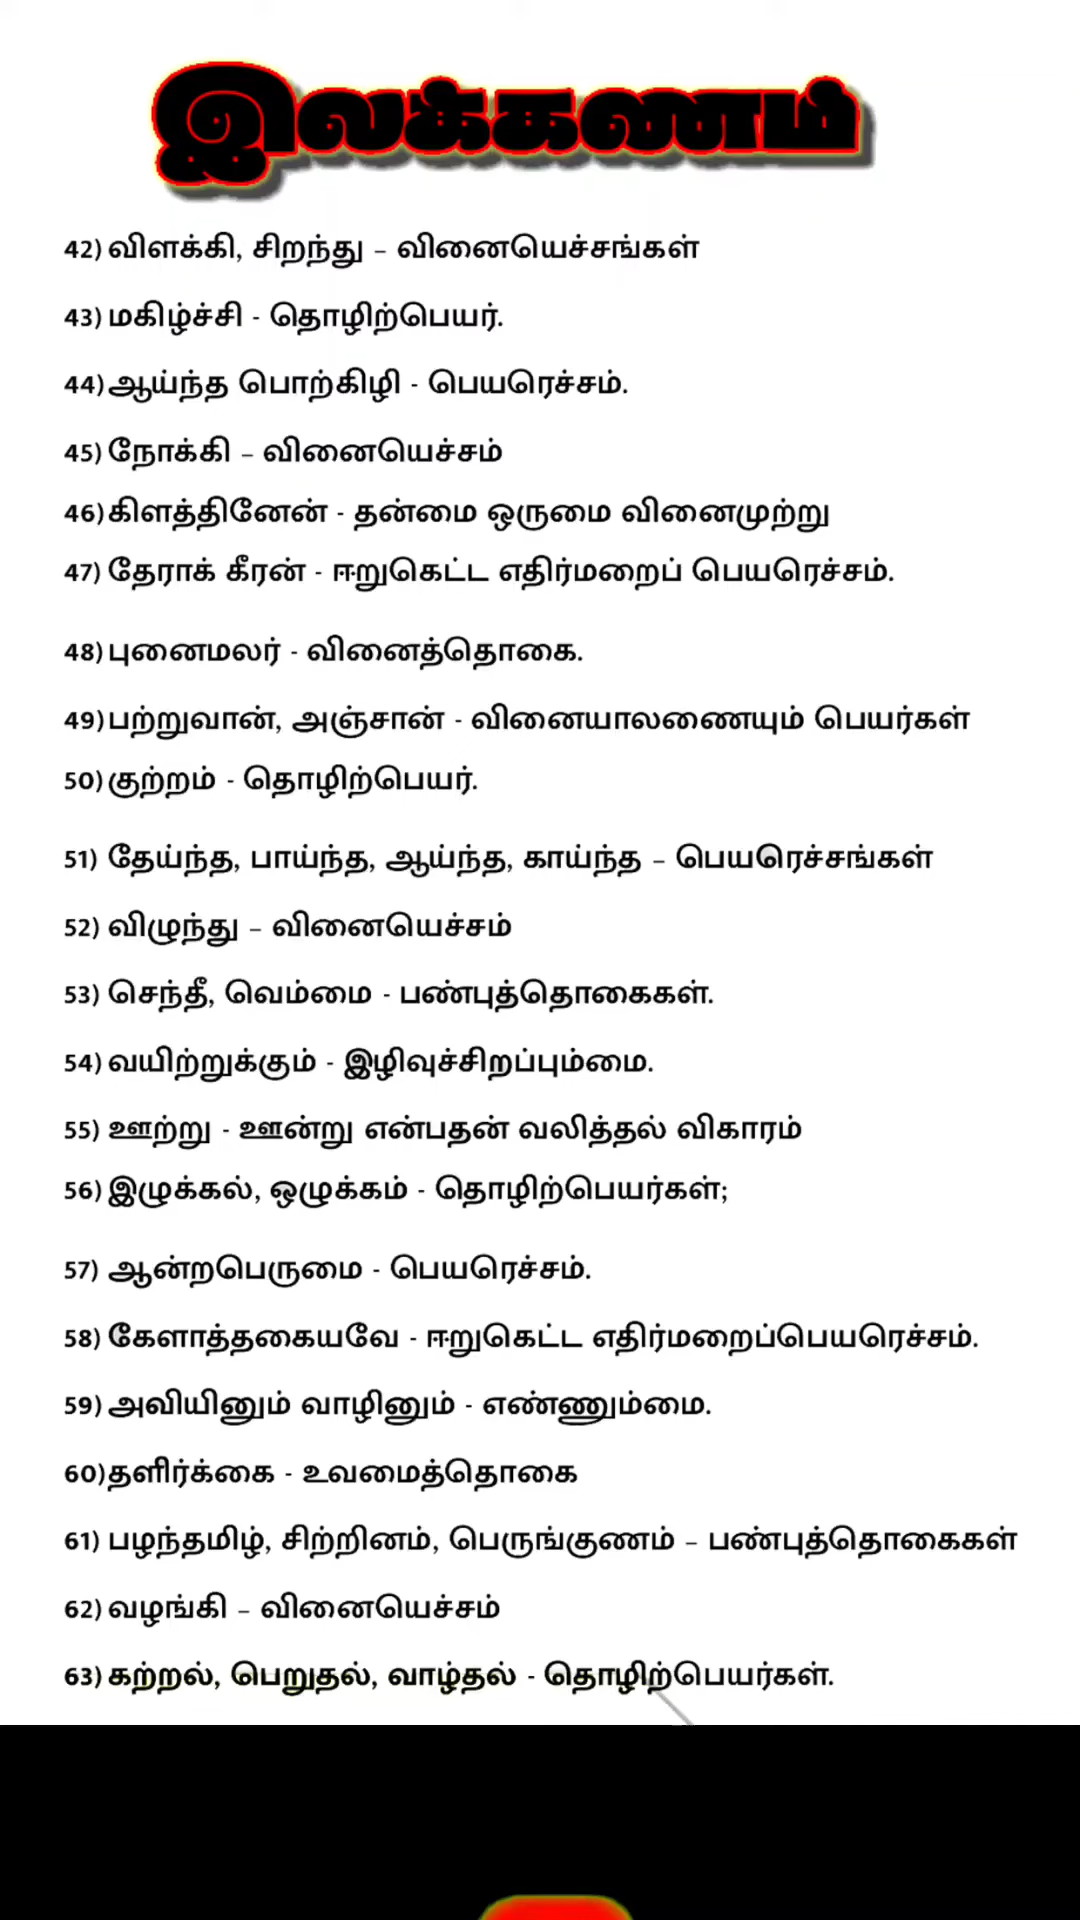 இலக்கணம்
42) விளக்கி, சிறந்து – வினையெச்சங்கள்
43) மகிழ்ச்சி - தொழிற்பெயர்.
44) ஆய்ந்த பொற்கிழி - பெயரெச்சம்.
45) நோக்கி – வினையெச்சம்
46) கிளத்தினேன் - தன்மை ஒருமை வினைமுற்று
47) தேராக் கீரன் - ஈறுகெட்ட எதிர்மறைப் பெயரெச்சம்.
48) புனைமலர் - வினைத்தொகை.
49) பற்றுவான், அஞ்சான் - வினையாலணையும் பெயர்கள்
50) குற்றம் - தொழிற்பெயர்.
51) தேய்ந்த, பாய்ந்த, ஆய்ந்த, காய்ந்த – பெயரெச்சங்கள்
52) விழுந்து – வினையெச்சம்
53) செந்தீ, வெம்மை - பண்புத்தொகைகள்.
54) வயிற்றுக்கும் - இழிவுச்சிறப்பும்மை.
55) ஊற்று - ஊன்று என்பதன் வலித்தல் விகாரம்
56) இழுக்கல், ஒழுக்கம் - தொழிற்பெயர்கள்;
57) ஆன்றபெருமை - பெயரெச்சம்.
58) கேளாத்தகையவே - ஈறுகெட்ட எதிர்மறைப்பெயரெச்சம்.
59) அவியினும் வாழினும் - எண்ணும்மை.
60) தளிர்க்கை - உவமைத்தொகை
61) பழந்தமிழ், சிற்றினம், பெருங்குணம் – பண்புத்தொகைகள்
62) வழங்கி – வினையெச்சம்
63) கற்றல், பெறுதல், வாழ்தல் - தொழிற்பெயர்கள்.